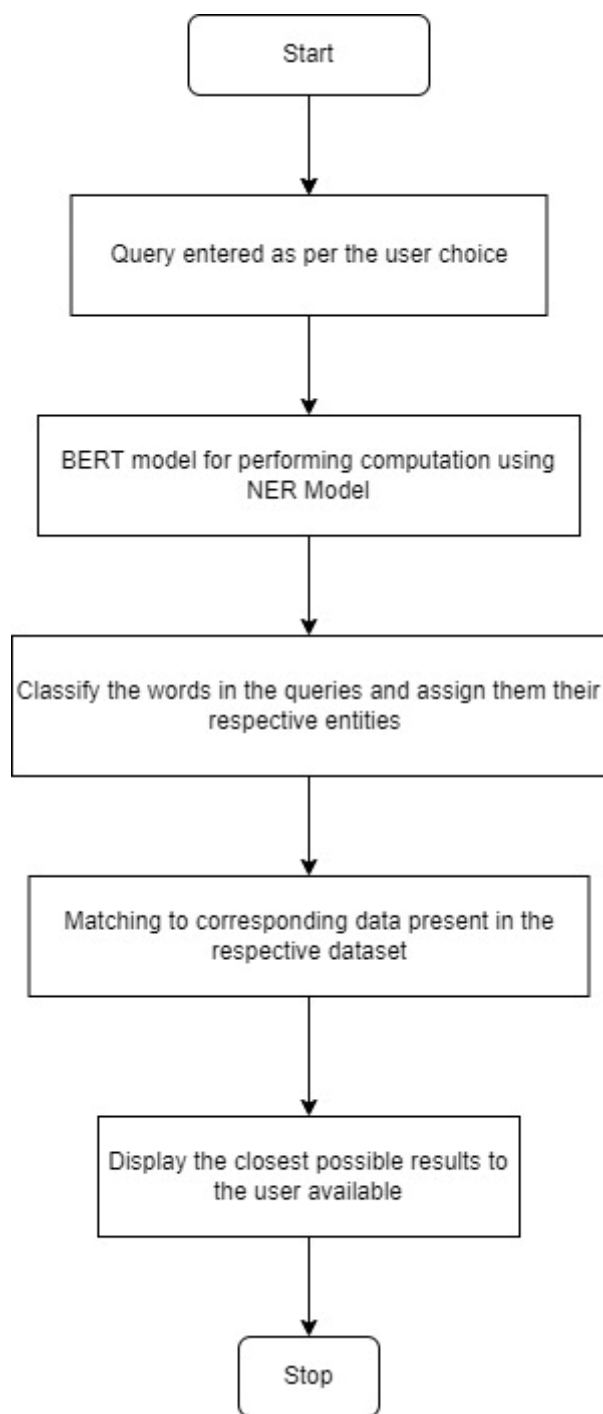 Start
Query entered as per the user choice
BERT model for performing computation using
NER Model
Classify the words in the queries and assign them their
respective entities
Matching to corresponding data present in the
respective dataset
Display the closest possible results to
the user available
Stop